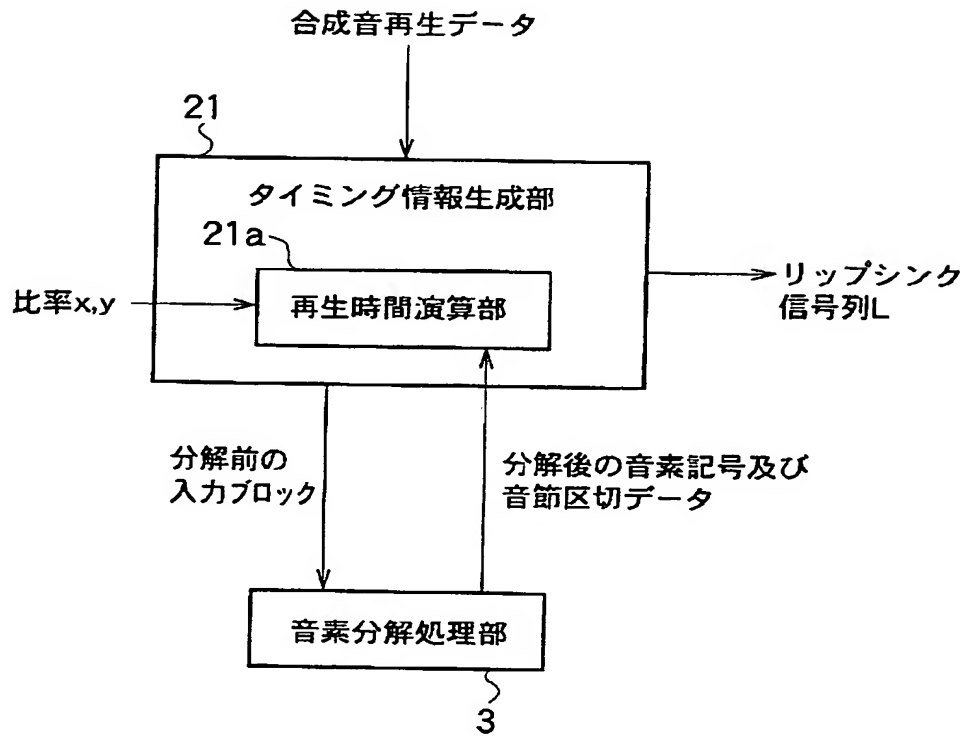 合成音再生データ
21
タイミング情報生成部
21a
比率x,y
再生時間演算部
リップシンク
信号列L
分解前の
入力ブロック
分解後の音素記号及び
音節区切データ
音素分解処理部
3